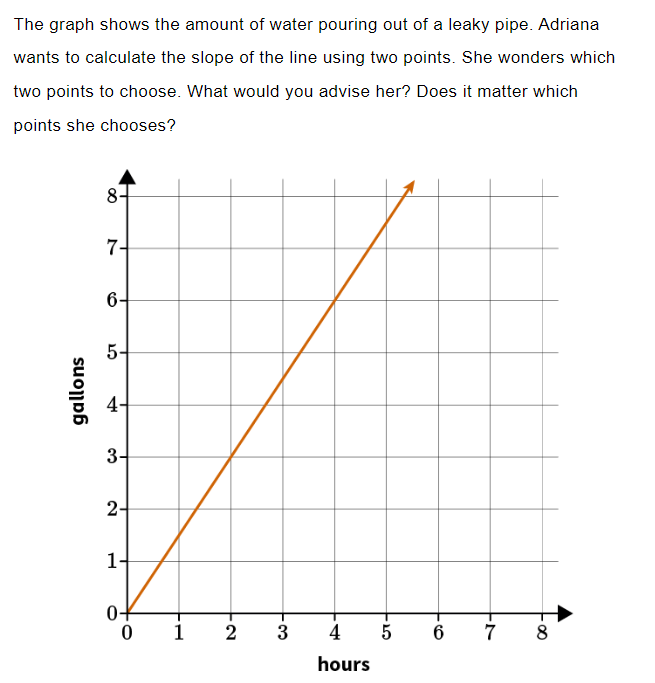 The graph shows the amount of water pouring out of a leaky pipe. Adriana
wants to calculate the slope of the line using two points. She wonders which
two points to choose. What would you advise her? Does it matter which
points she chooses?
8
7
6
5
gallons
4
3
2
1
0
0 1 2 3 4 5 6 7 8
hours